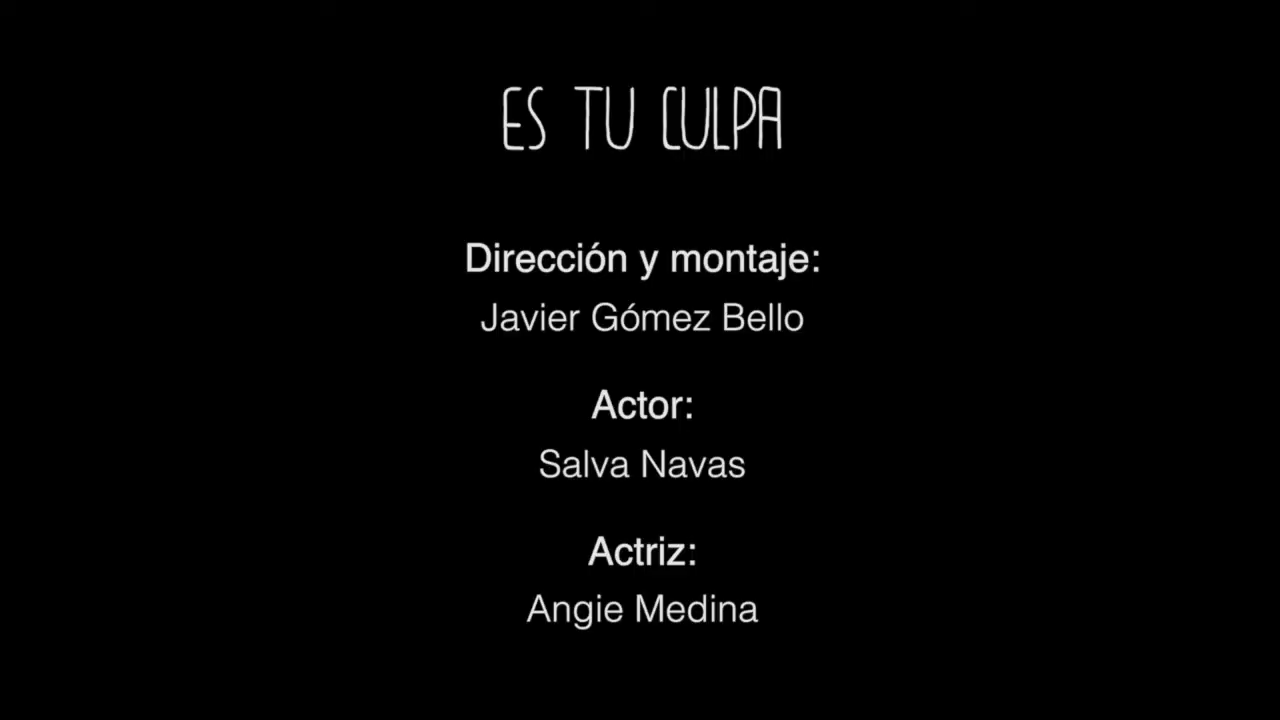 ES TU CULPA
Dirección y montaje:
Javier Gómez Bello
Actor:
Salva Navas
Actriz:
Angie Medina